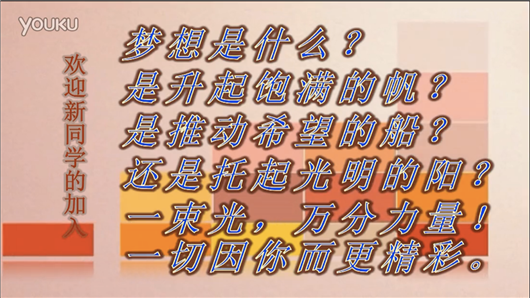 YOUKU
欢迎新同学的加入
梦想是什么？
是升起饱满的帆？
是推动希望的船？
还是托起光明的阳？
一束光，万分力量！
一切因你而更精彩。